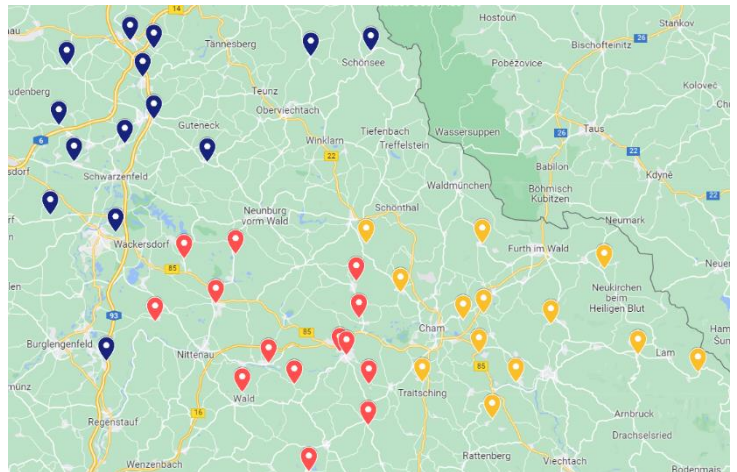 14
Tännesberg
Hostouň
Stankov
26
Bischofteinitz
Schönsee
Poběžovice
Koloveč
Teunz
Oberviechtach
6
Guteneck
Tiefenbach
Treffelstein
Wassersuppen
26
Taus
Winklarn
22
22
Babilon
Kdyně
22
Schwarzenfeld
Waldmünchen
Böhmisch
Kubitzen
Neunburg
vorm Wald
Schönthal
Neumark
Wackersdorf
Furth im Wald
85
Neukirchen
beim
Heiligen Blut
93
85
Cham
Burglengenfeld
Nittenau
Lam
85
Wald
Traitsching
16
Arnbruck
Regenstauf
Drachselsried
Rattenberg
Viechtach
Wenzenbach
Bodenmais